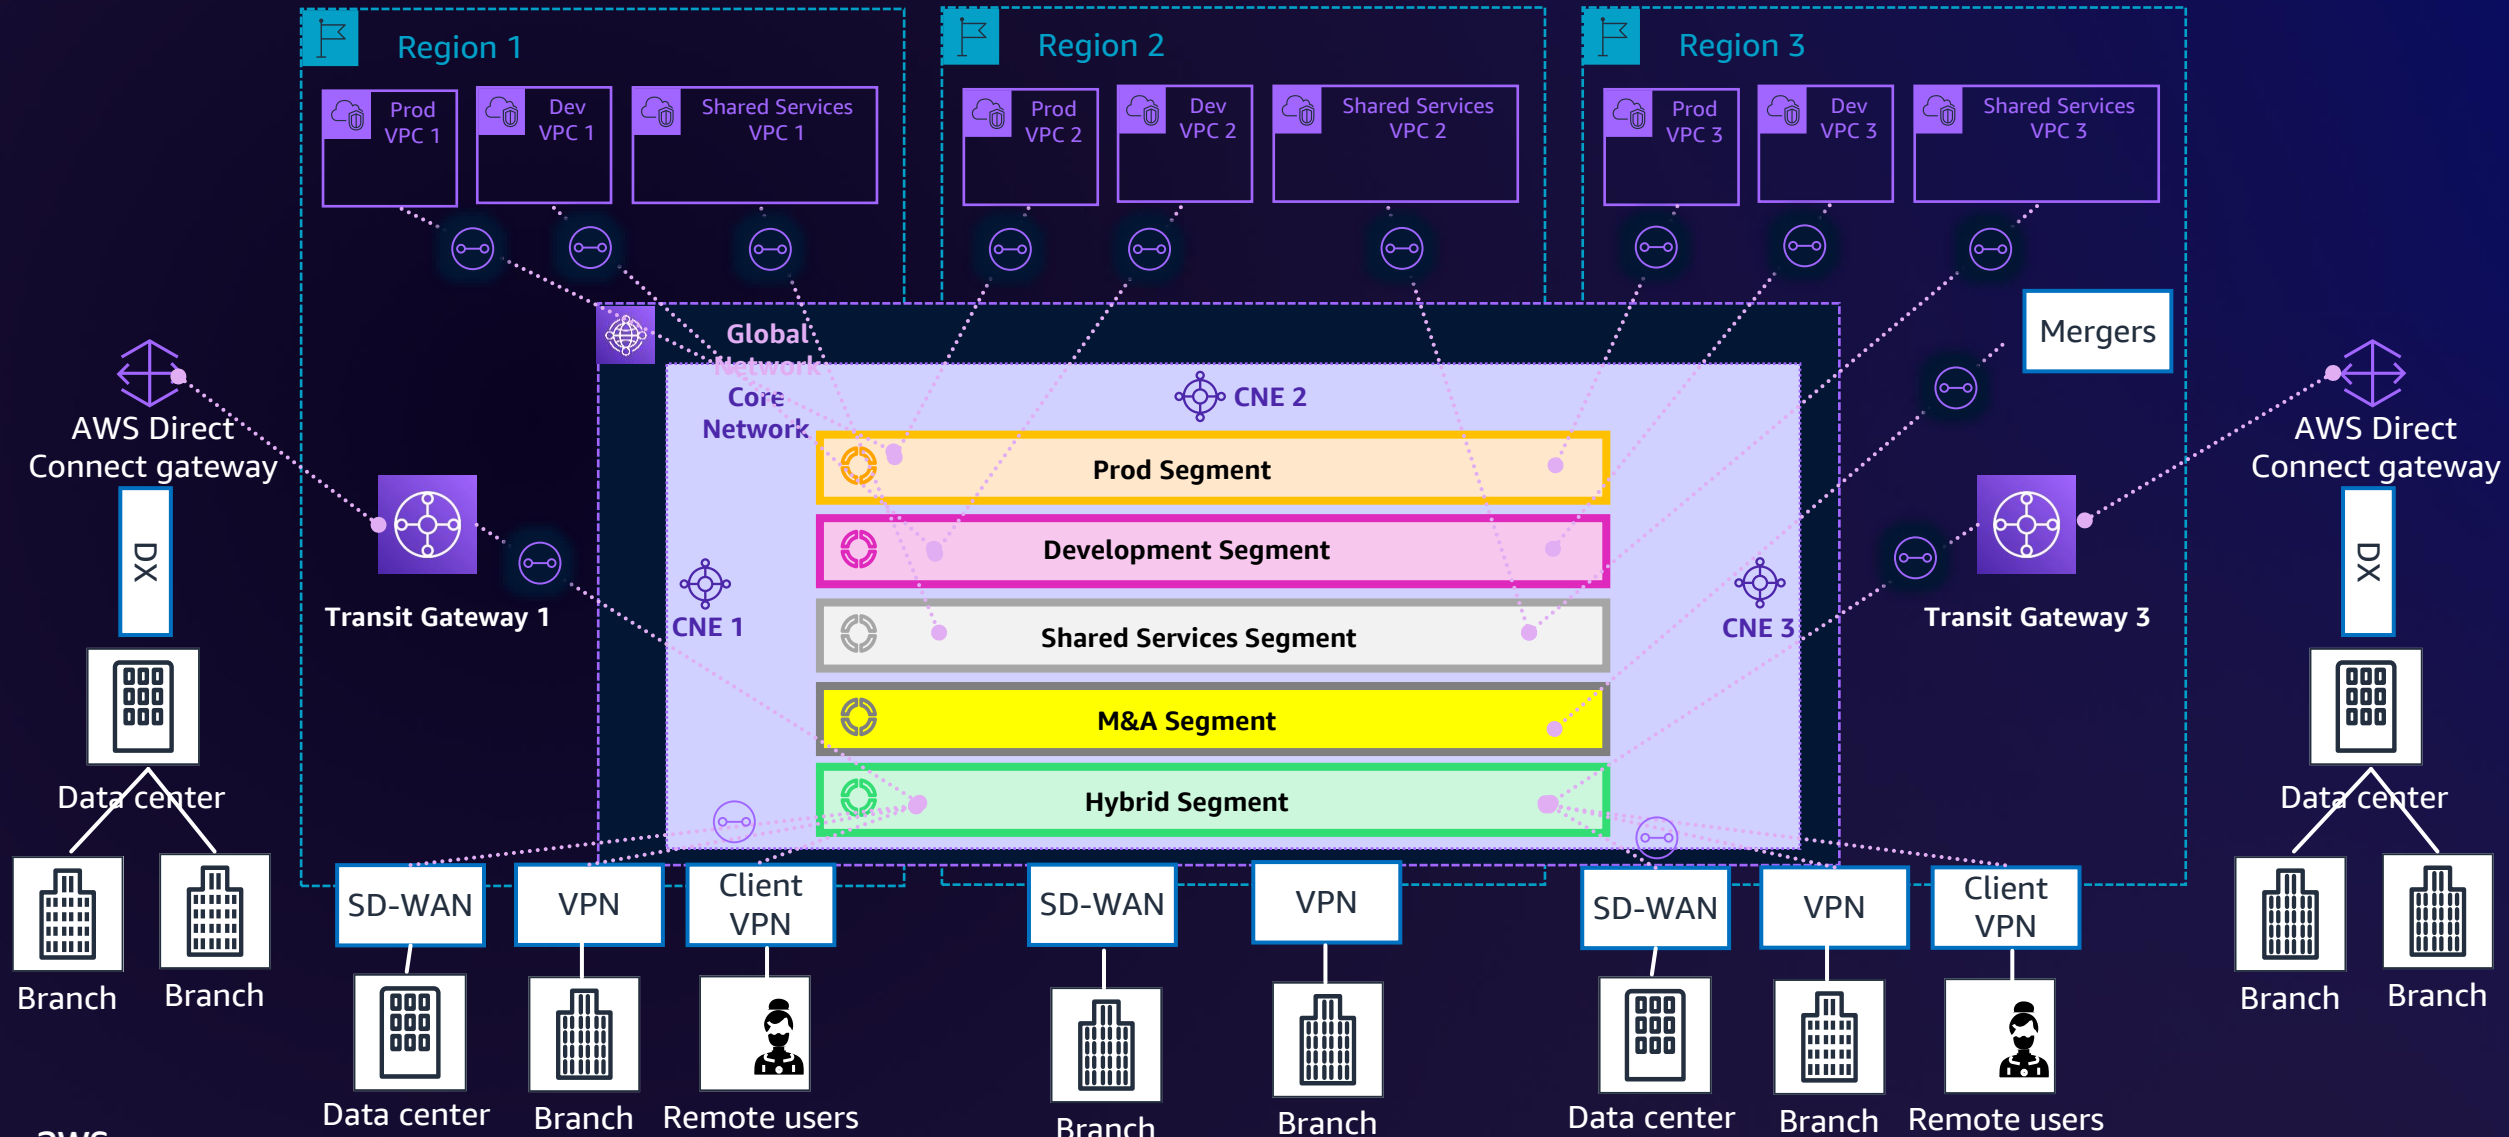 Region 1
Region 2
Region 3
Prod
VPC 1
Dev
VPC 1
Shared Services
VPC 1
Prod
VPC 2
Dev
VPC 2
Shared Services
VPC 2
Prod
VPC 3
Dev
VPC 3
Shared Services
VPC 3
Mergers
Global
Network
Core
Network
CNE 2
AWS Direct
Connect gateway
AWS Direct
Connect gateway
Prod Segment
Development Segment
Shared Services Segment
M&A Segment
Hybrid Segment
CNE 1
CNE 3
DX
DX
Transit Gateway 1
Transit Gateway 3
Data center
Data center
SD-WAN
VPN
Client
VPN
SD-WAN
VPN
SD-WAN
VPN
Client
VPN
Branch
Branch
Branch
Branch
Data center
Branch
Remote users
Branch
Branch
Data center
Branch
Remote users
aws